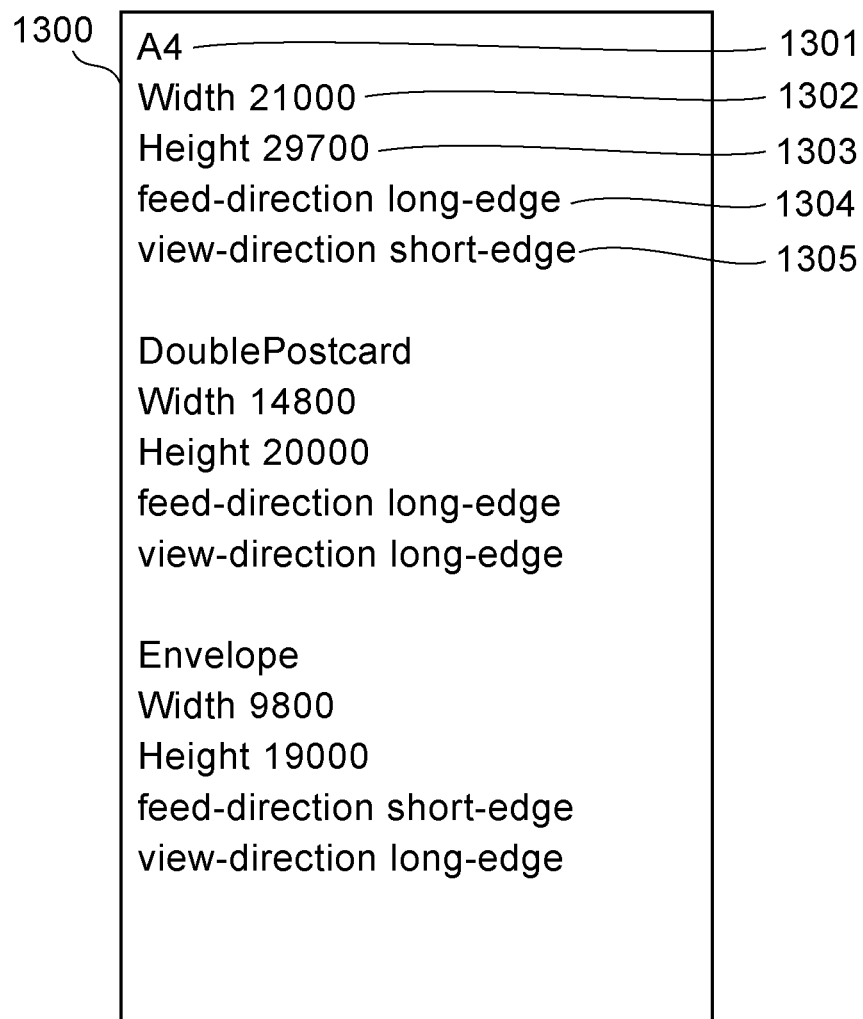 1300
A4 1301
Width 21000 1302
Height 29700 1303
feed-direction long-edge 1304
view-direction short-edge 1305
DoublePostcard
Width 14800
Height 20000
feed-direction long-edge
view-direction long-edge
Envelope
Width 9800
Height 19000
feed-direction short-edge
view-direction long-edge